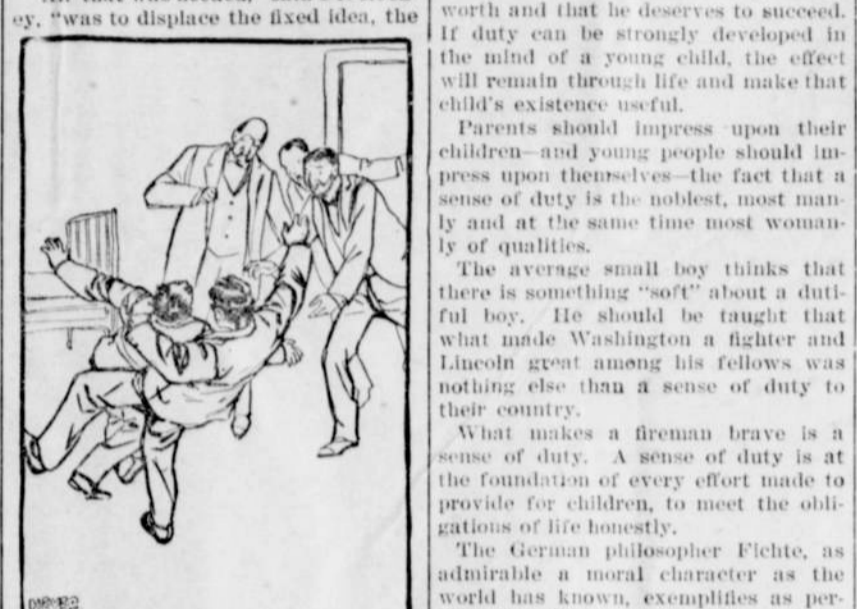 ey, "was to displace the fixed idea, the
worth and that he deserves to succeed.
If duty can be strongly developed in
the mind of a young child, the effect
will remain through life and make that
child's existence useful.
Parents should impress upon their
children—and young people should im-
press upon themselves—the fact that a
sense of duty is the noblest, most man-
ly and at the same time most woman-
ly of qualities.
The average small boy thinks that
there is something "soft" about a duti-
ful boy. He should be taught that
what made Washington a fighter and
Lincoln great among his fellows was
nothing else than a sense of duty to
their country.
What makes a fireman brave is a
sense of duty. A sense of duty is at
the foundation of every effort made to
provide for children, to meet the obli-
gations of life honestly.
The German philosopher Fichte, as
admirable a moral character as the
world has known, exemplifies as per-